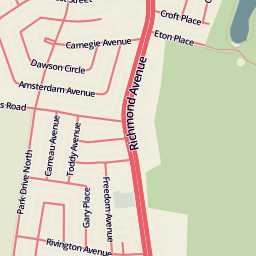 Street
Croft Place
Eton Place
Carnegie Avenue
Dawson Circle
Amsterdam Avenue
Richmond Avenue
s Road
Carreau Avenue
Toddy Avenue
Park Drive North
Gary Place
Freedom Avenue
Rivington Avenue